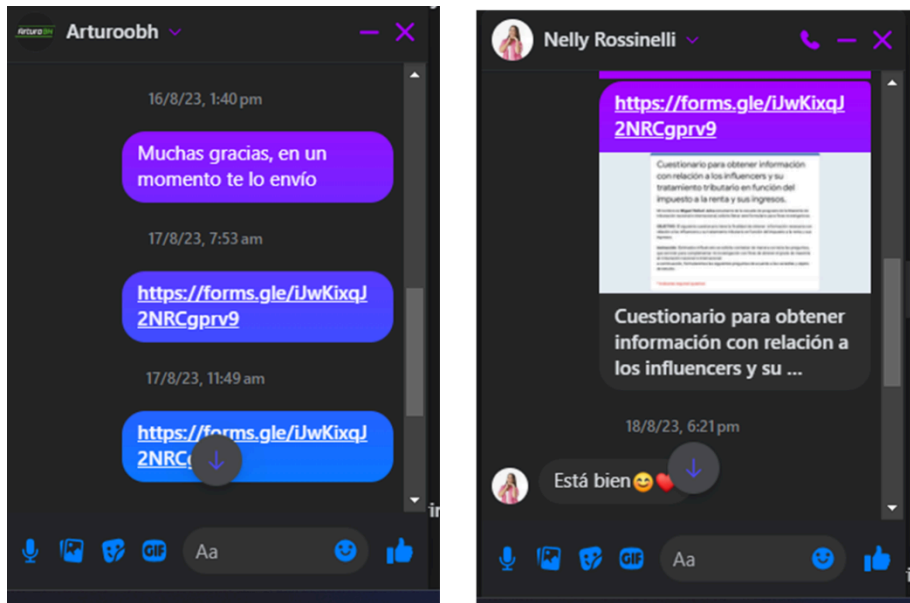 ArturoBH
Arturoobh
16/8/23, 1:40 pm
Muchas gracias, en un
momento te lo envío
17/8/23, 7:53 am
https://forms.gle/iJwKixqJ
2NRCgprv9
17/8/23, 11:49 am
https://forms.gle/iJwKixqJ
2NRC
GIF
Aa
Nelly Rossinelli
https://forms.gle/iJwKixqJ
2NRCgprv9
Cuestionario para obtener información
con relación a los influencers y su
tratamiento tributario en función del
impuesto a la renta y sus ingresos.
Cuestionario para obtener
información con relación a
los influencers y su ...
18/8/23, 6:21 pm
Está bien😊❤️
GIF
Aa